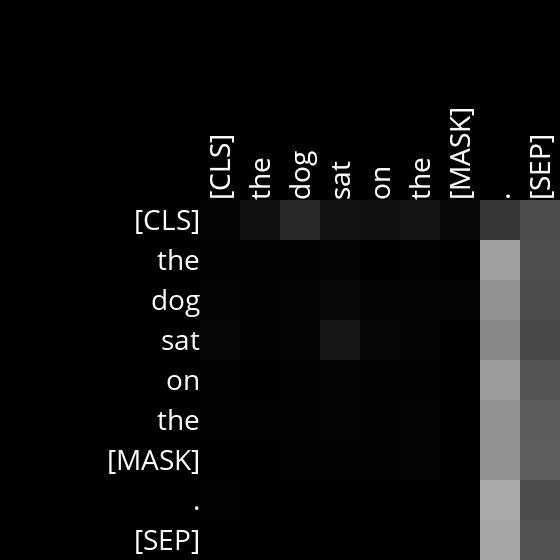 [CLS] the dog sat on the [MASK] . [SEP]
[CLS]
the
dog
sat
on
the
[MASK]
.
[SEP]